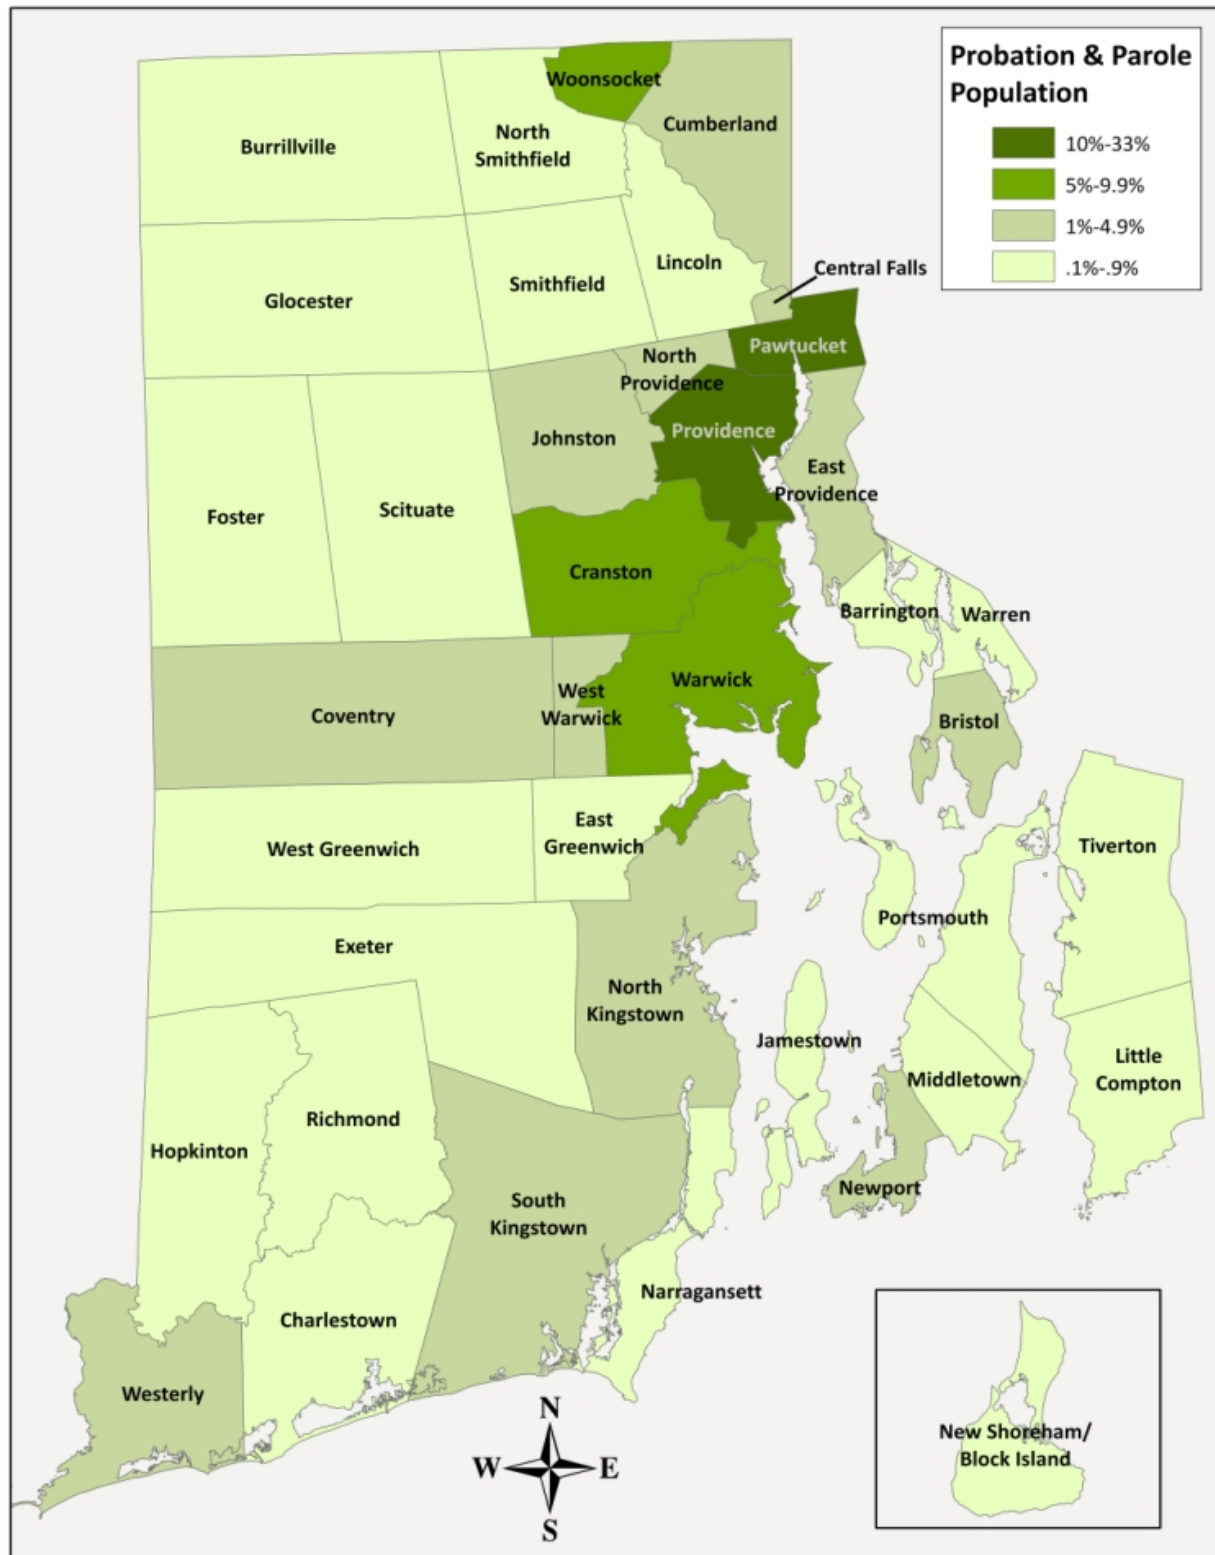 Probation & Parole
Population
10%-33%
5%-9.9%
1%-4.9%
.1%-.9%
Woonsocket
Cumberland
Burrillville
North
Smithfield
Lincoln
Central Falls
Smithfield
Glocester
Pawtucket
North
Providence
Providence
Johnston
East
Providence
Foster
Scituate
Cranston
Barrington
Warren
Warwick
West
Warwick
Coventry
Bristol
East
Greenwich
West Greenwich
Tiverton
Portsmouth
Exeter
North
Kingstown
Jamestown
Little
Compton
Middletown
Richmond
Hopkinton
Newport
South
Kingstown
Narragansett
Charlestown
Westerly
New Shoreham/
Block Island
N
W
E
S